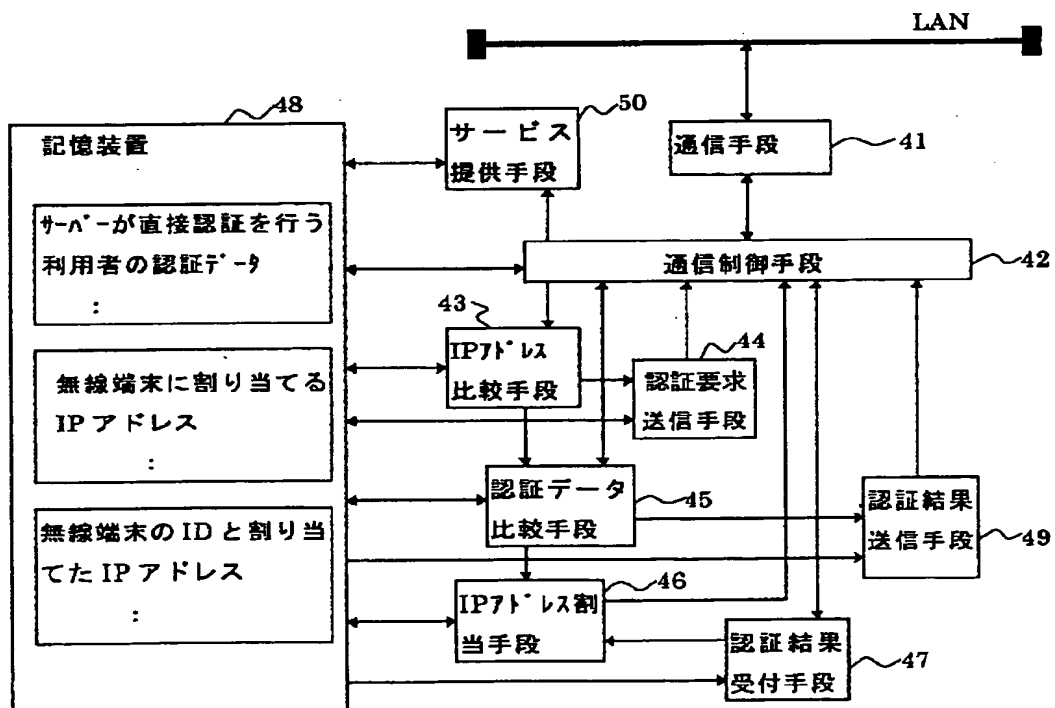 LAN
48
記憶装置
サーバーが直接認証を行う
利用者の認証データ
:
無線端末に割り当てる
IPアドレス
:
無線端末のIDと割り当
てたIPアドレス
:
50
サービス
提供手段
通信手段
41
通信制御手段
42
43
IPアドレス
比較手段
44
認証要求
送信手段
認証データ
比較手段
45
認証結果
送信手段
49
46
IPアドレス割
当手段
認証結果
受付手段
47